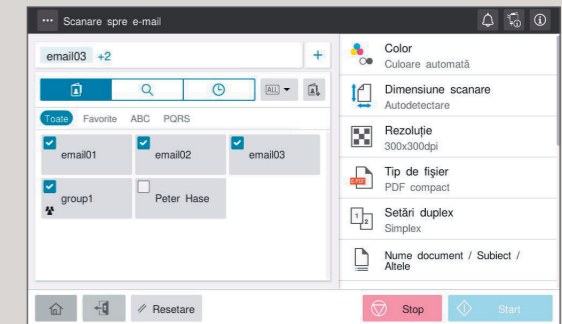 Scanare spre e-mail
email03 +2
+
ALL
Toate Favorite ABC PQRS
email01
email02
email03
group1
Peter Hase
Color
Culoare automată
Dimensiune scanare
Autodetectare
Rezoluție
300x300dpi
Tip de fișier
PDF compact
Setări duplex
Simplex
Nume document / Subiect /
Altele
Resetare
Stop
Start